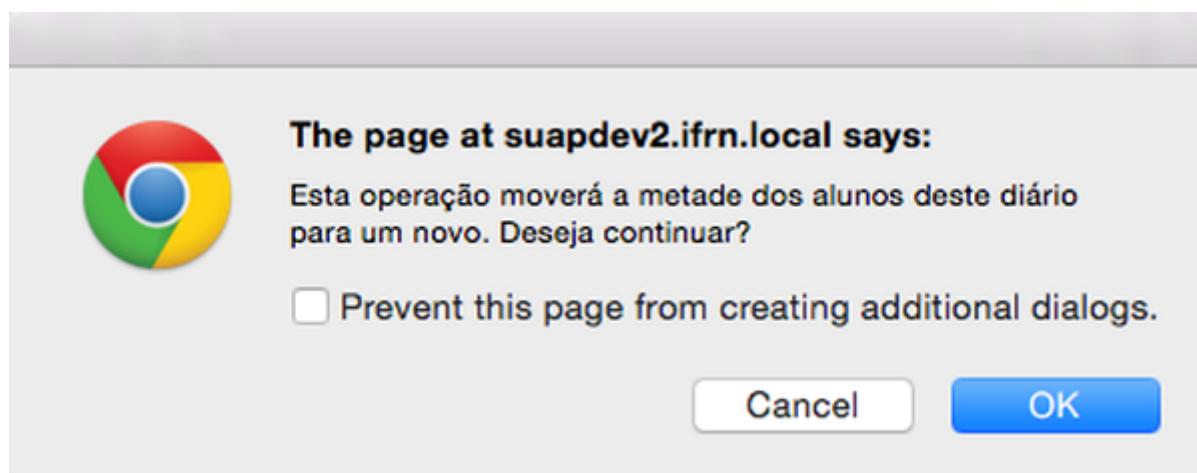 The page at suapdev2.ifrn.local says:
Esta operação moverá a metade dos alunos deste diário
para um novo. Deseja continuar?
Prevent this page from creating additional dialogs.
Cancel OK